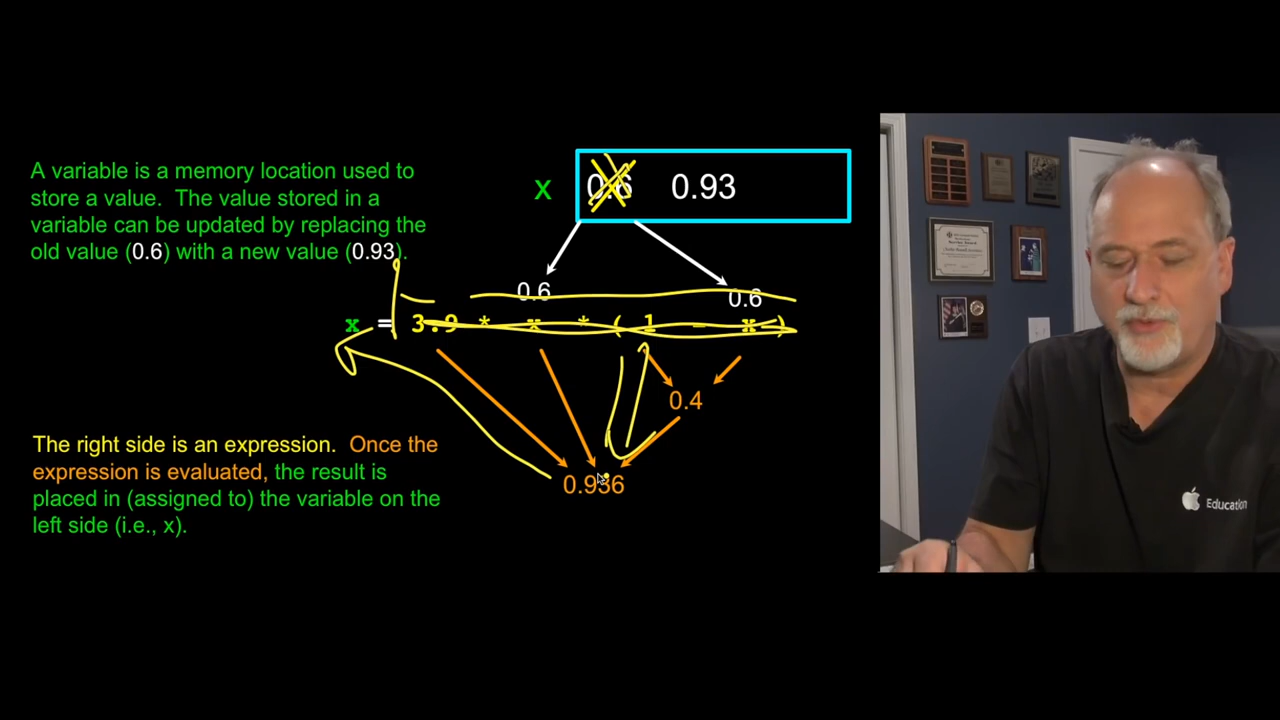 A variable is a memory location used to
store a value. The value stored in a
variable can be updated by replacing the
old value (0.6) with a new value (0.93).
x 0.6 0.93
0.6 0.6
x = 3.9 * x * ( 1 - x )
0.4
The right side is an expression. Once the
expression is evaluated, the result is
placed in (assigned to) the variable on the
left side (i.e., x).
0.936
Education